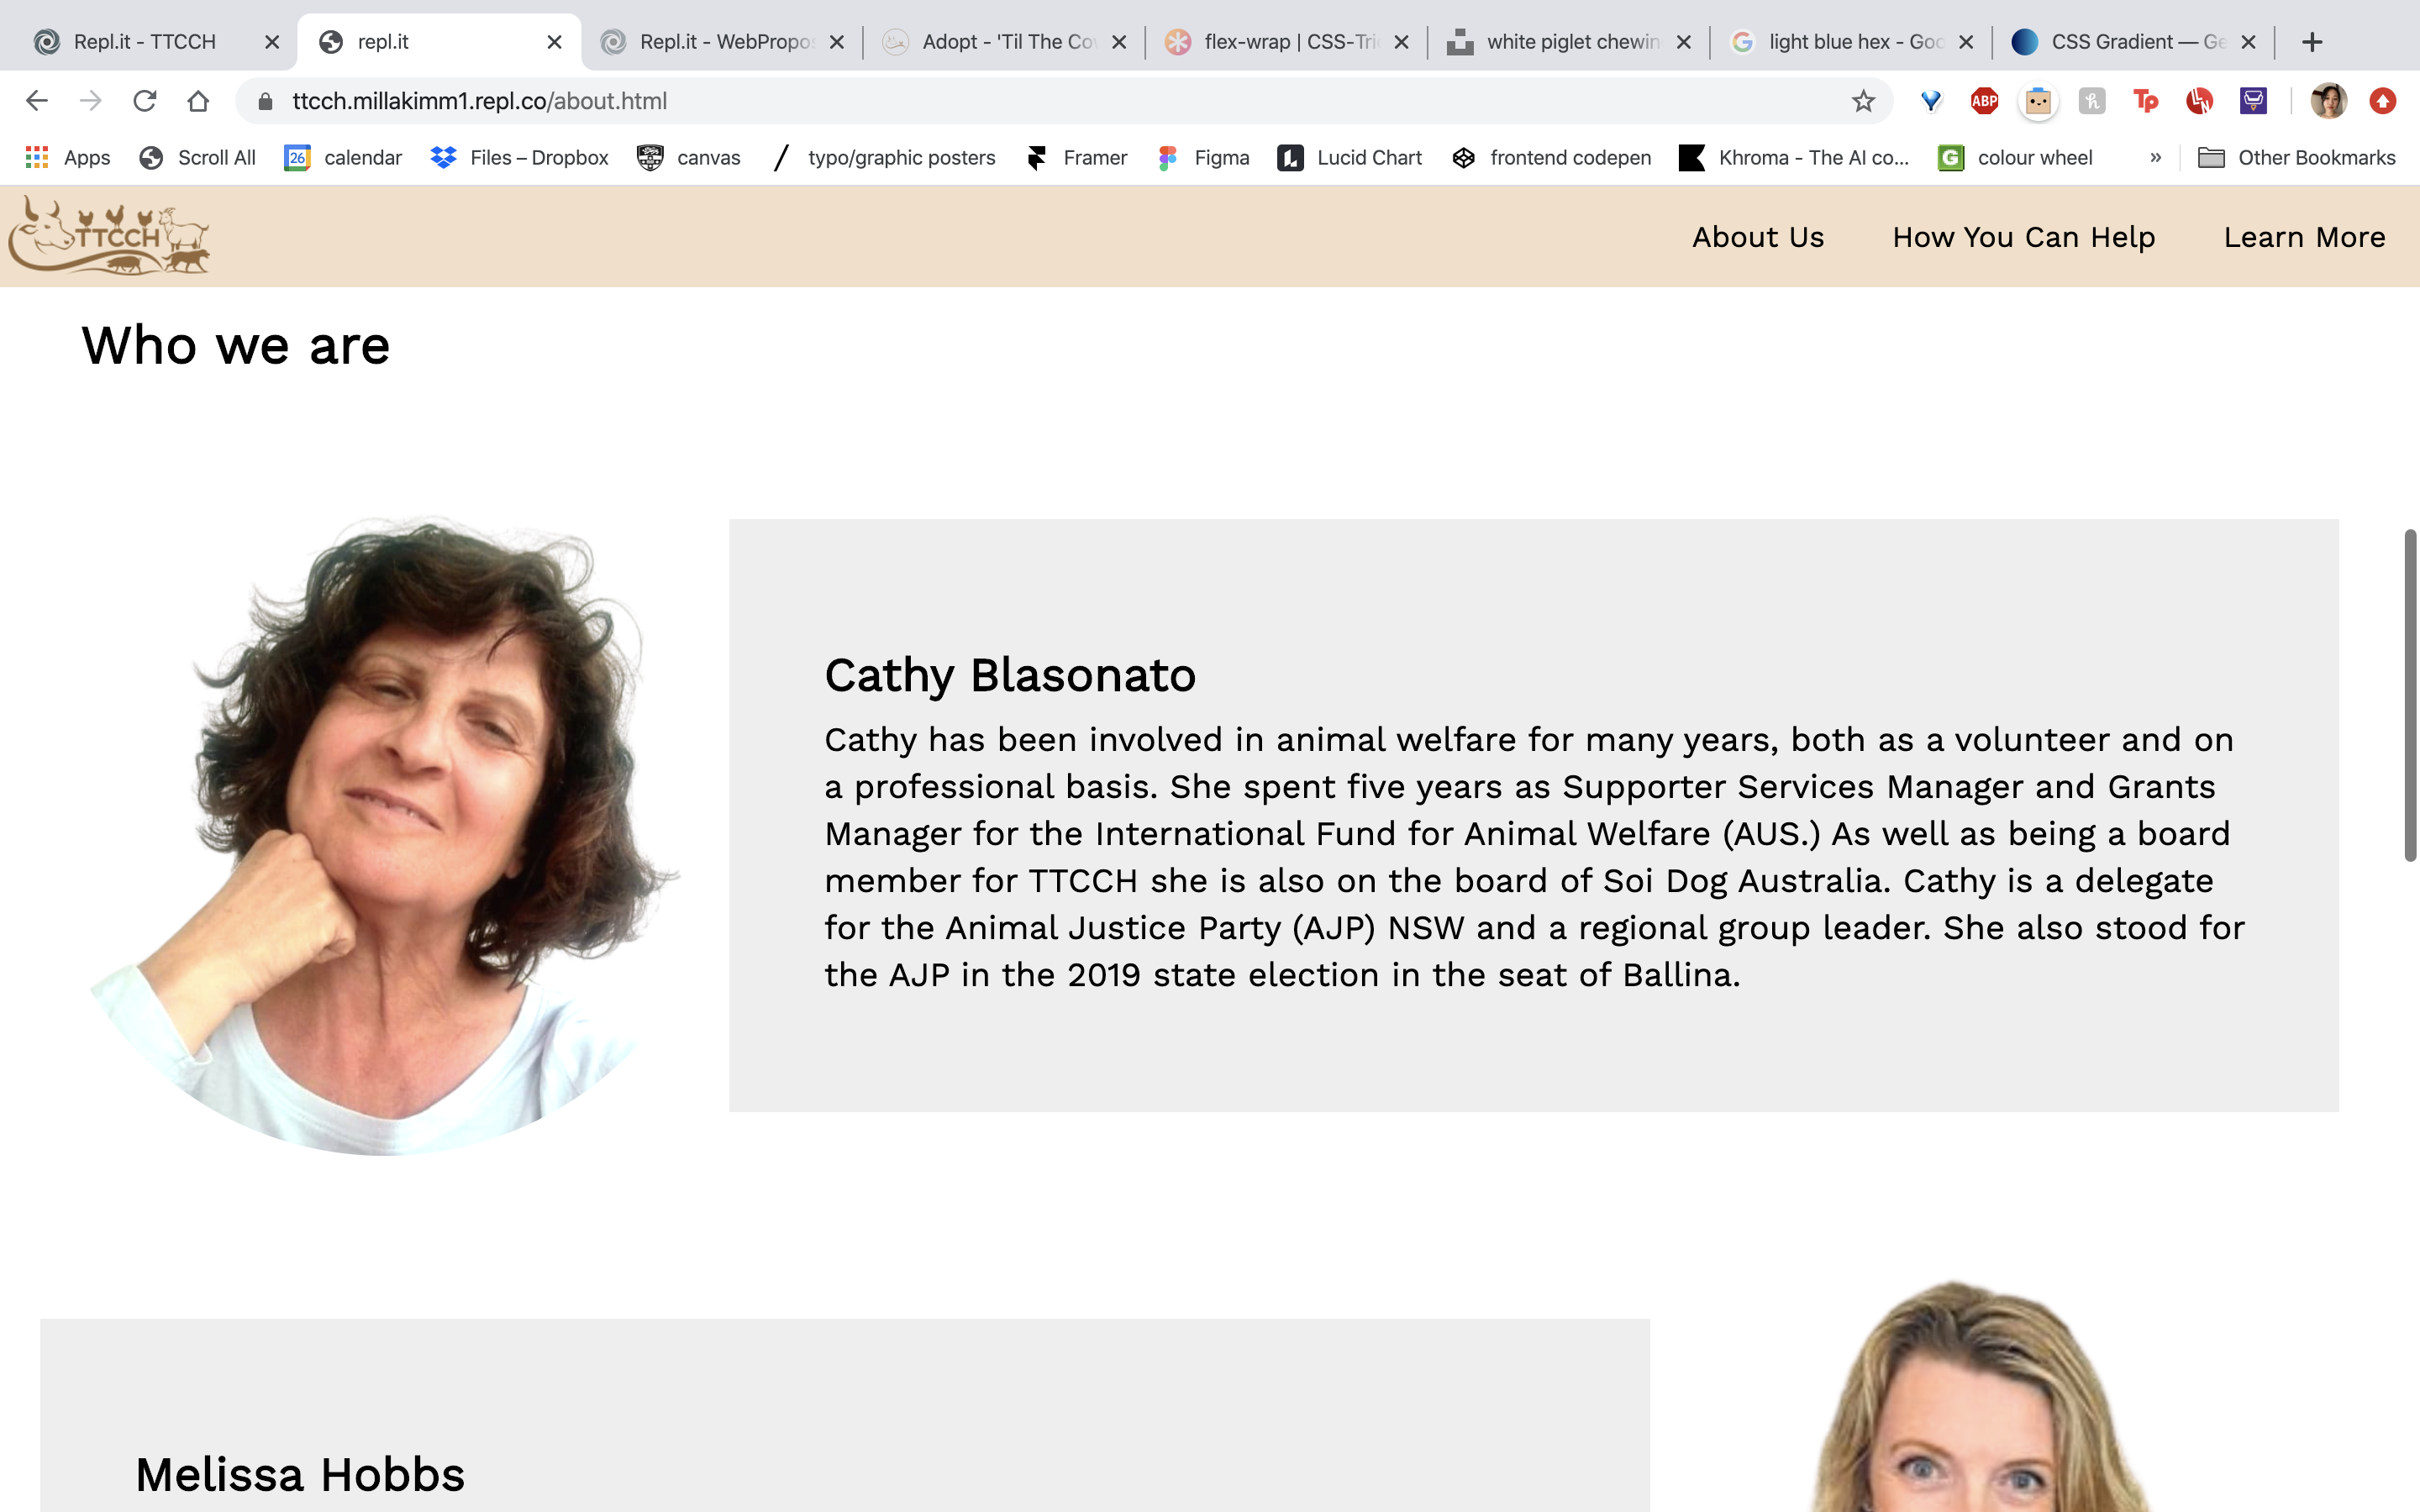 Repl.it - TTCCH
repl.it
Repl.it - WebPropos
Adopt - 'Til The Co
flex-wrap | CSS-Tri
white piglet chewin
light blue hex - Goo
CSS Gradient — Ge
ttcch.millakimm1.repl.co/about.html
ABP
h
Tp
LN
Apps
Scroll All
26
calendar
Files – Dropbox
canvas
typo/graphic posters
Framer
Figma
Lucid Chart
frontend codepen
Khroma - The AI co...
G
colour wheel
»
Other Bookmarks
TTCCH
About Us
How You Can Help
Learn More
Who we are
Cathy Blasonato
Cathy has been involved in animal welfare for many years, both as a volunteer and on
a professional basis. She spent five years as Supporter Services Manager and Grants
Manager for the International Fund for Animal Welfare (AUS.) As well as being a board
member for TTCCH she is also on the board of Soi Dog Australia. Cathy is a delegate
for the Animal Justice Party (AJP) NSW and a regional group leader. She also stood for
the AJP in the 2019 state election in the seat of Ballina.
Melissa Hobbs